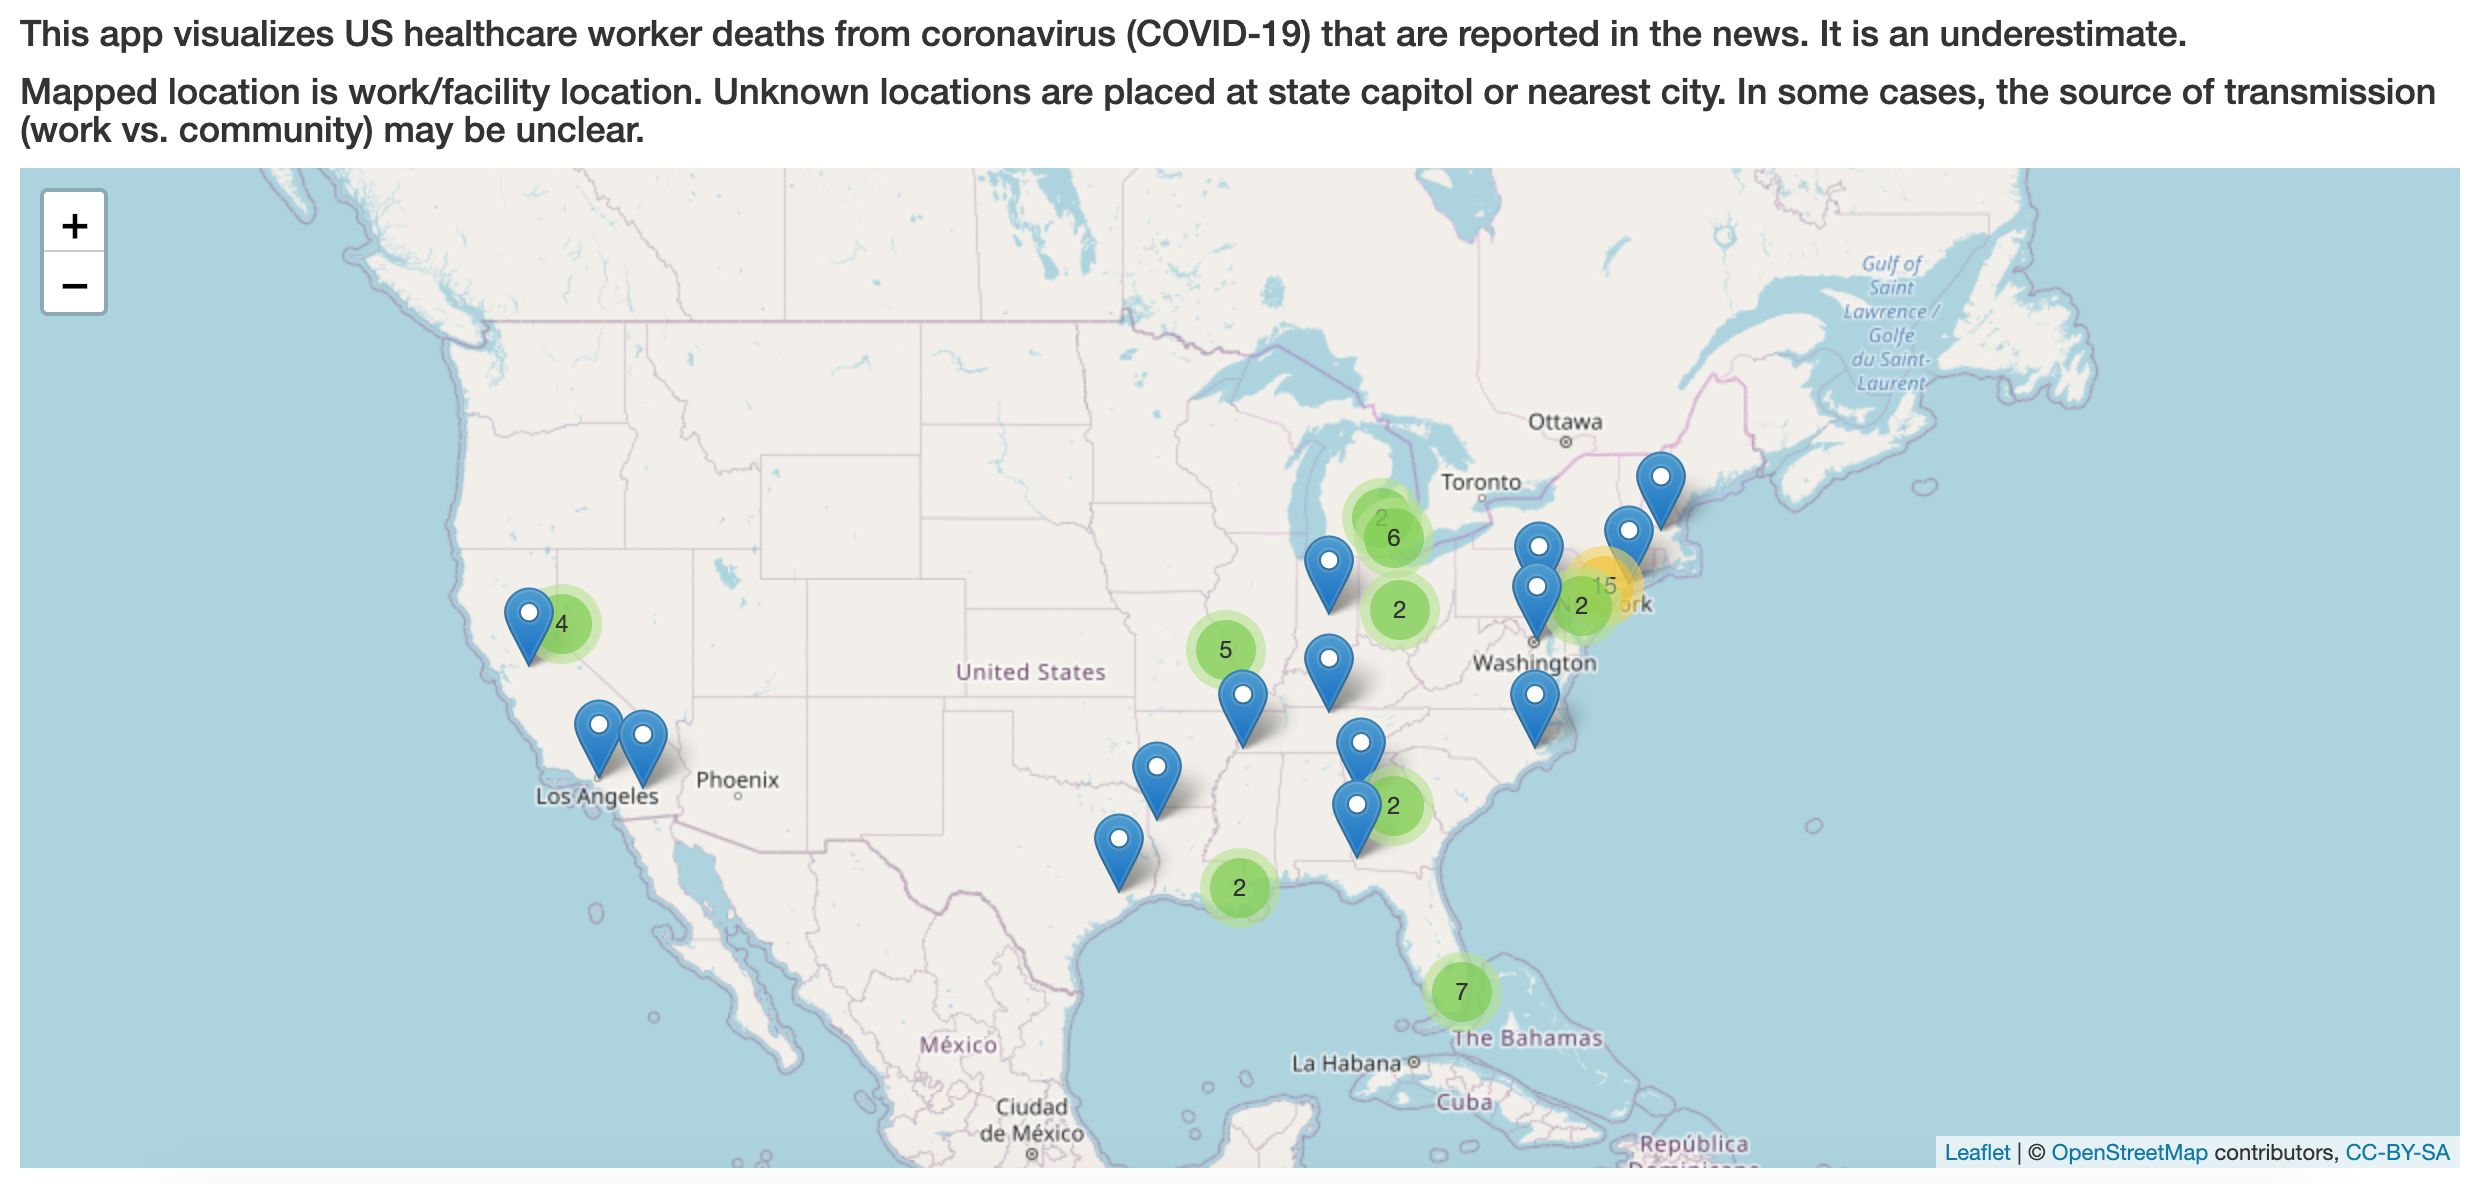 This app visualizes US healthcare worker deaths from coronavirus (COVID-19) that are reported in the news. It is an underestimate.
Mapped location is work/facility location. Unknown locations are placed at state capitol or nearest city. In some cases, the source of transmission
(work vs. community) may be unclear.
+
−
Gulf of
Saint
Lawrence /
Golfe
du Saint-
Laurent
Ottawa
Toronto
2
6
15
2
2
4
5
United States
Washington
Phoenix
Los Angeles
2
2
7
The Bahamas
México
La Habana
Cuba
Ciudad
de México
República
Leaflet | © OpenStreetMap contributors, CC-BY-SA